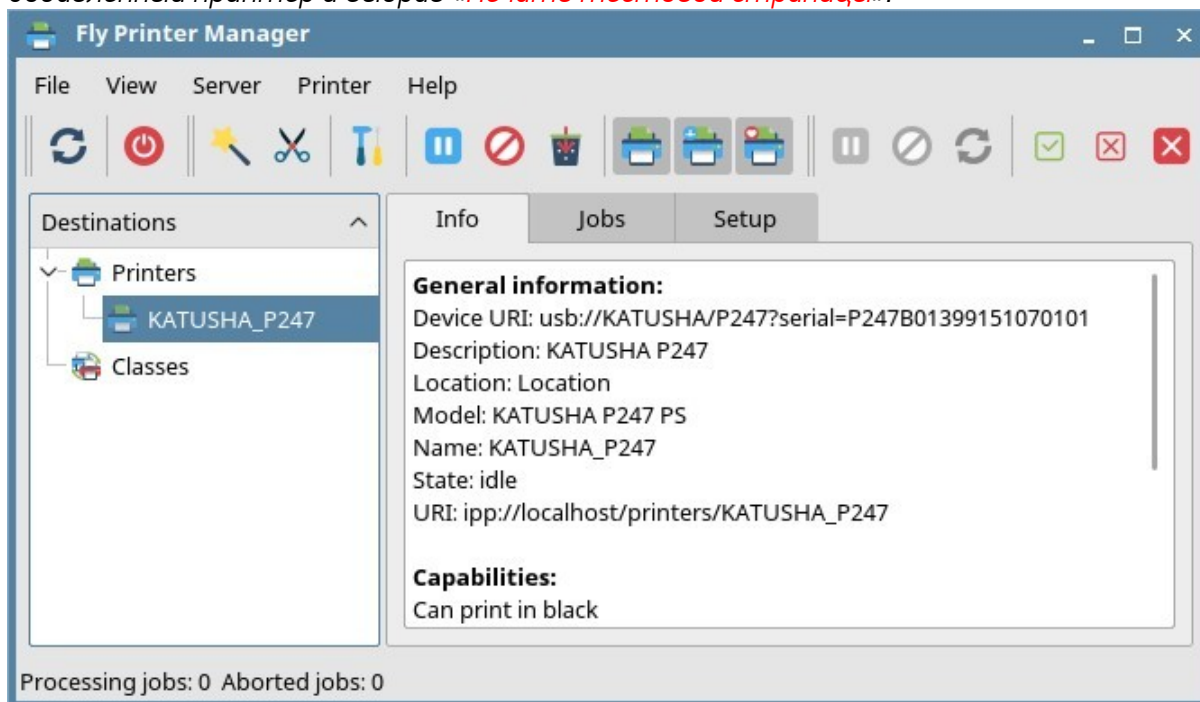 Fly Printer Manager
File View Server Printer Help
Destinations
Info Jobs Setup
Printers
KATUSHA_P247
Classes
General information:
Device URI: usb://KATUSHA/P247?serial=P247B01399151070101
Description: KATUSHA P247
Location: Location
Model: KATUSHA P247 PS
Name: KATUSHA_P247
State: idle
URI: ipp://localhost/printers/KATUSHA_P247
Capabilities:
Can print in black
Processing jobs: 0 Aborted jobs: 0